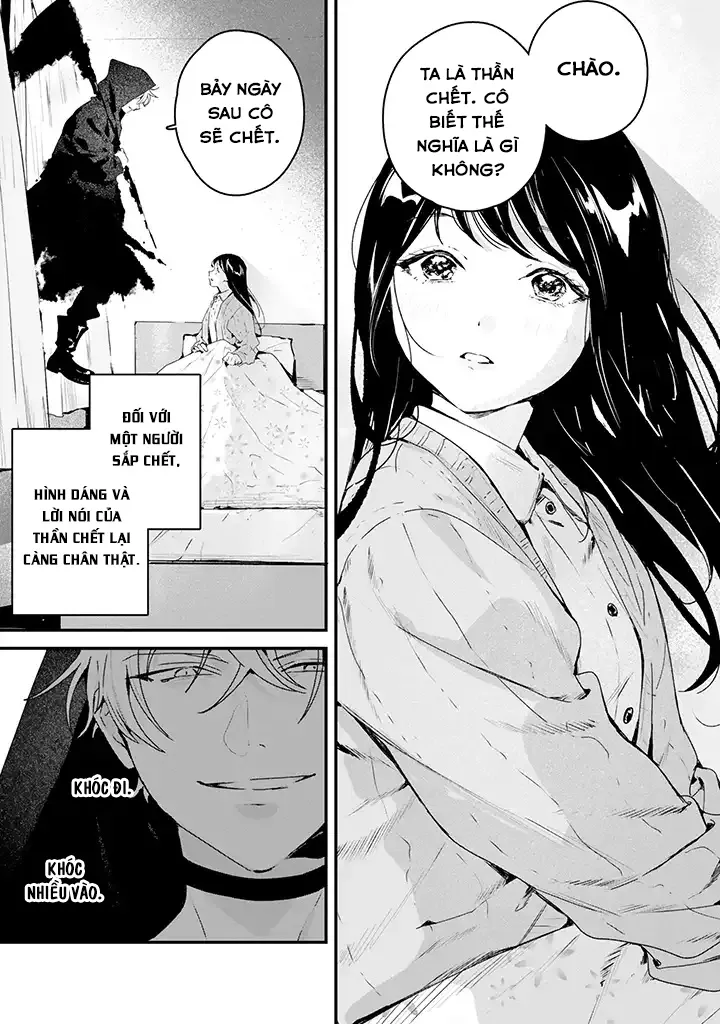 CHÀO.
TA LÀ THẦN
CHẾT. CÔ
BIẾT THẾ
NGHĨA LÀ GÌ
KHÔNG?
BẢY NGÀY
SAU CÔ
SẼ CHẾT.
ĐỐI VỚI
MỘT NGƯỜI
SẮP CHẾT,
HÌNH DÁNG VÀ
LỜI NÓI CỦA
THẦN CHẾT LẠI
CÀNG CHÂN THẬT.
KHÓC ĐI.
KHÓC
NHIỀU VÀO.